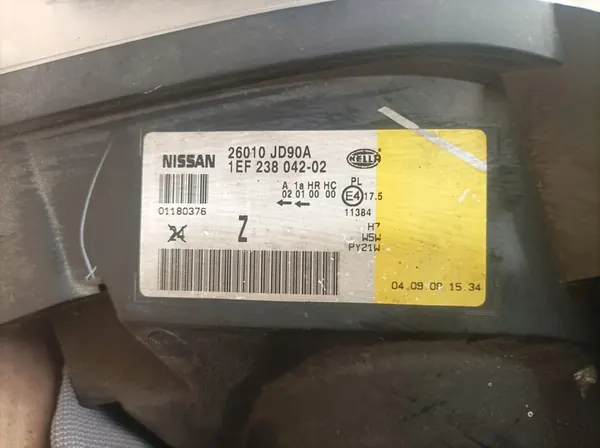 NISSAN 26010 JD90A
1EF 238 042-02
HELLA
A 1a HR HC PL
02 01 00 00 E4 17.5
01180376
11384
24 Z
H7
W5W
PY21W
04.09.08 15.34